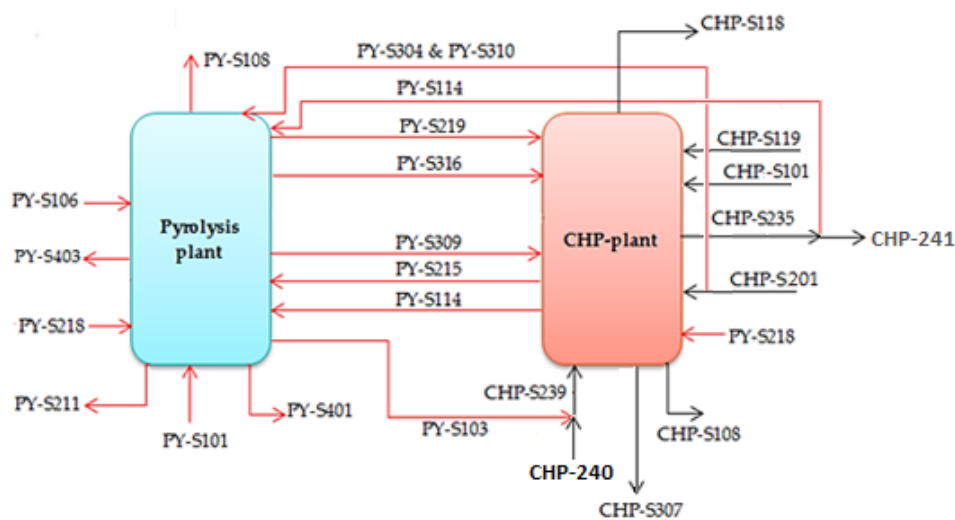 CHP-S118
PY-S304 & PY-S310
PY-S108
PY-S114
PY-S219
CHP-S119
CHP-S101
PY-S316
PY-S106
CHP-S235
Pyrolysis
plant
CHP-plant
CHP-241
PY-S309
PY-S403
PY-S215
CHP-S201
PY-S114
PY-S218
PY-S218
CHP-S239
PY-S211
PY-S401
PY-S103
CHP-S108
PY-S101
CHP-240
CHP-S307